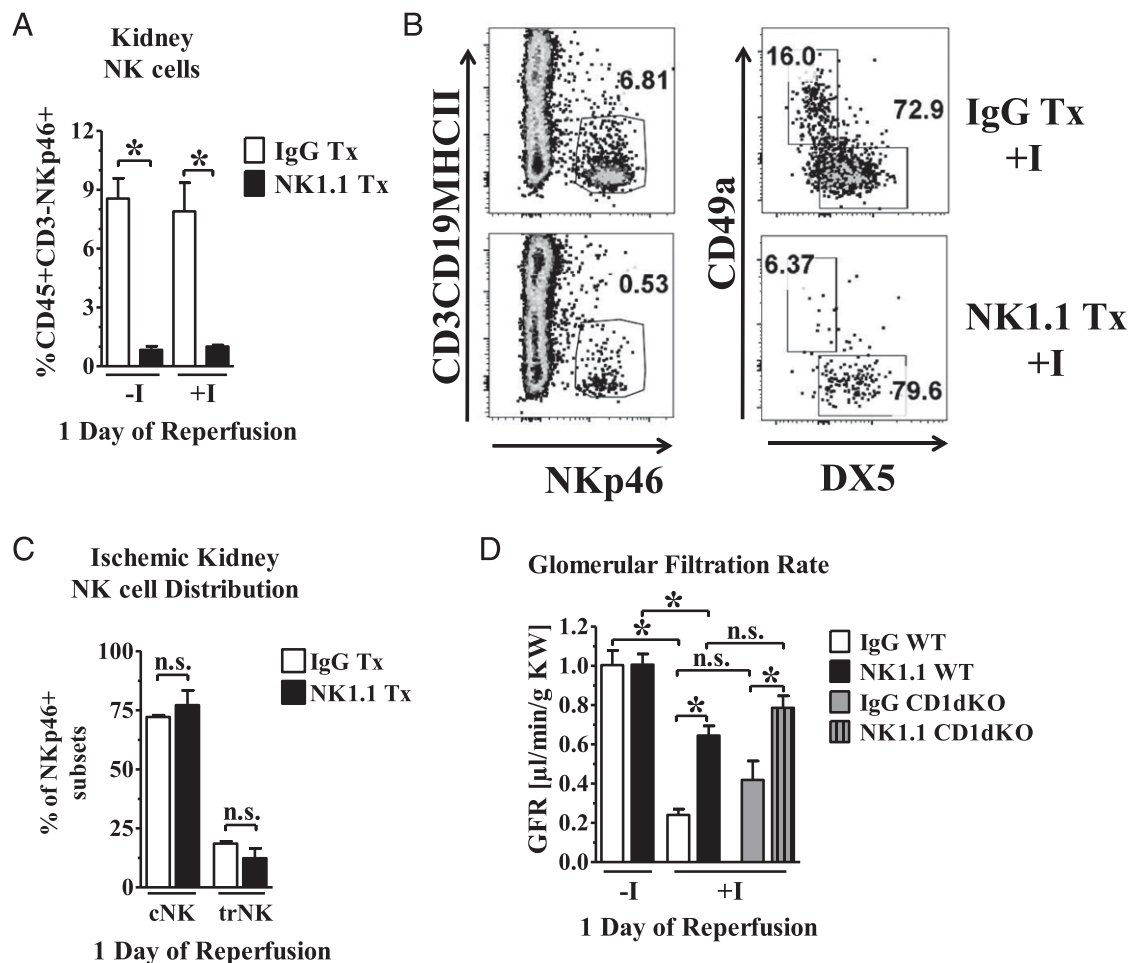 A
Kidney
NK cells
%CD45+CD3-NKp46+
12
9
6
3
0
*
*
IgG Tx
NK1.1 Tx
-I
+I
1 Day of Reperfusion
B
CD3CD19MHCII
6.81
0.53
NKp46
CD49a
16.0
72.9
6.37
79.6
DX5
IgG Tx
+I
NK1.1 Tx
+I
C
Ischemic Kidney
NK cell Distribution
% of NKp46+
subsets
100
75
50
25
0
n.s.
n.s.
IgG Tx
NK1.1 Tx
cNK
trNK
1 Day of Reperfusion
D
Glomerular Filtration Rate
GFR [µl/min/g KW]
1.2
1.0
0.8
0.6
0.4
0.2
0.0
*
*
n.s.
n.s.
*
*
IgG WT
NK1.1 WT
IgG CD1dKO
NK1.1 CD1dKO
-I
+I
1 Day of Reperfusion